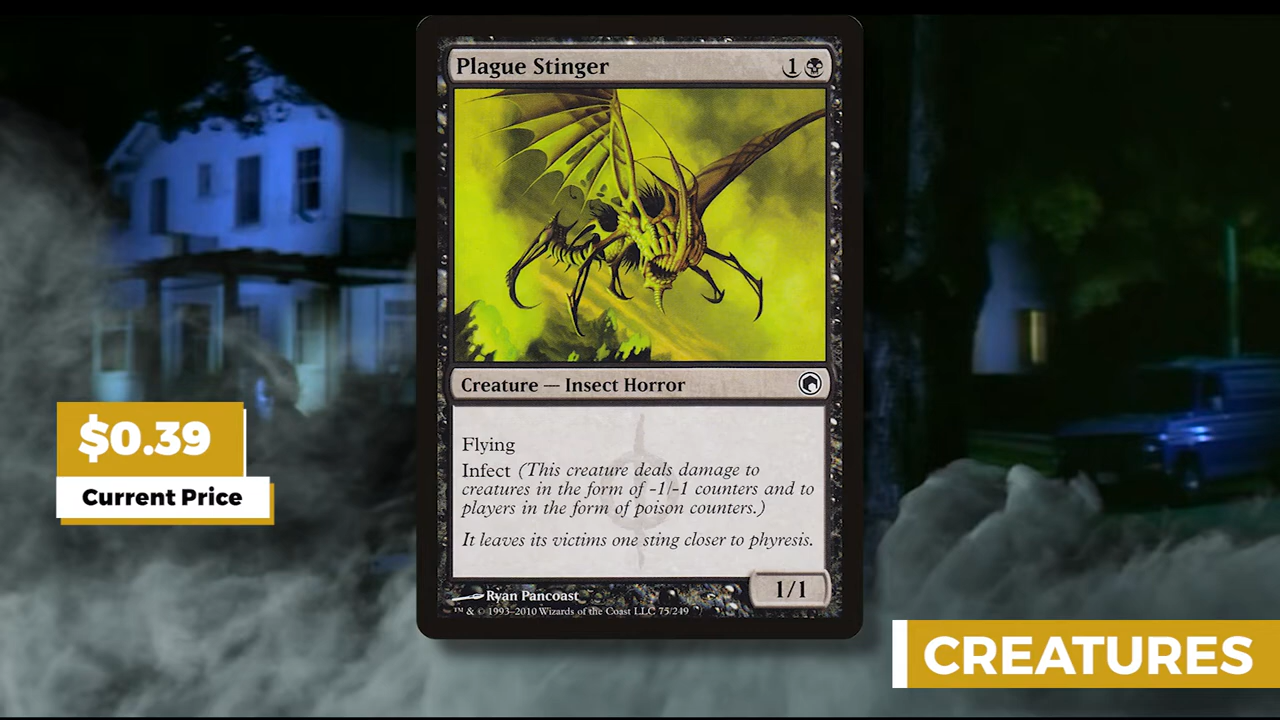 Plague Stinger 1
Creature — Insect Horror
Flying
Infect (This creature deals damage to
creatures in the form of -1/-1 counters and to
players in the form of poison counters.)
It leaves its victims one sting closer to phyresis.
1/1
Ryan Pancoast
™ & © 1993–2010 Wizards of the Coast LLC 75/249
$0.39
Current Price
CREATURES